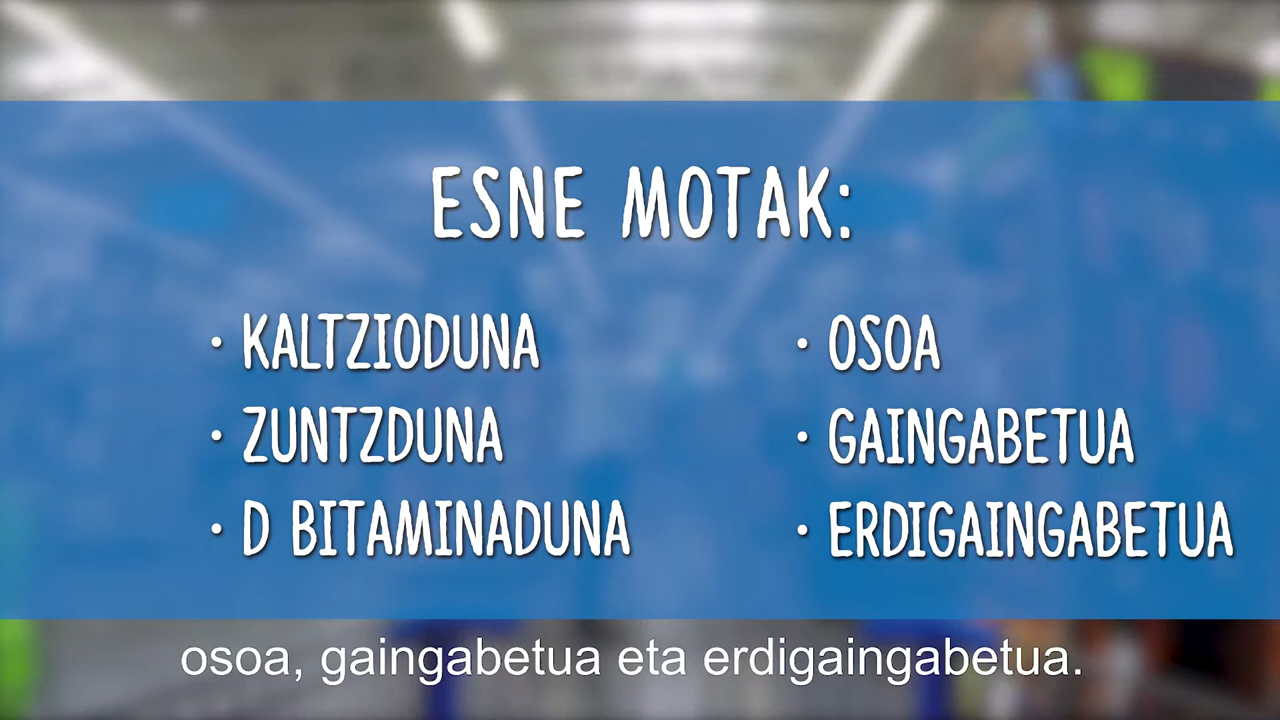 ESNE MOTAK:
· KALTZIODUNA
· ZUNTZDUNA
· D BITAMINADUNA
· OSOA
· GAINGABETUA
· ERDIGAINGABETUA
osoa, gaingabetua eta erdigaingabetua.